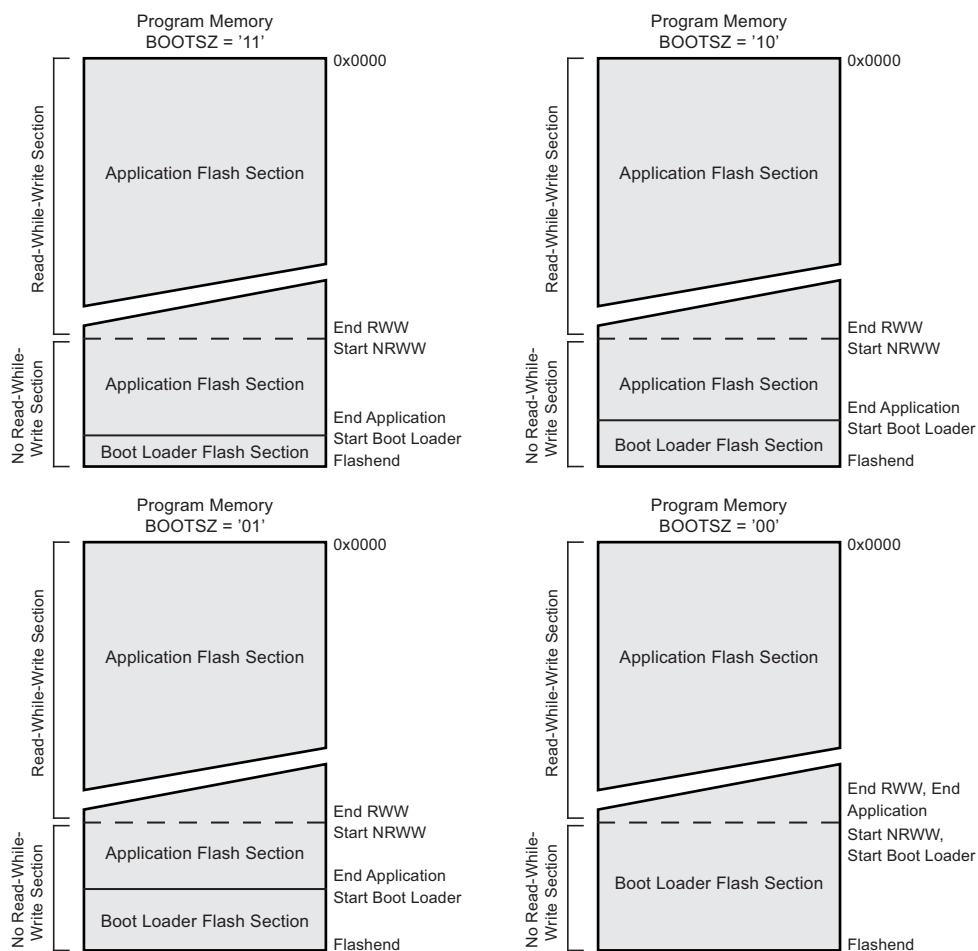 Program Memory
BOOTSZ = '11'
0x0000
Read-While-Write Section
Application Flash Section
End RWW
Start NRWW
No Read-While-
Write Section
Application Flash Section
End Application
Start Boot Loader
Boot Loader Flash Section
Flashend
Program Memory
BOOTSZ = '10'
0x0000
Read-While-Write Section
Application Flash Section
End RWW
Start NRWW
No Read-While-
Write Section
Application Flash Section
End Application
Start Boot Loader
Boot Loader Flash Section
Flashend
Program Memory
BOOTSZ = '01'
0x0000
Read-While-Write Section
Application Flash Section
End RWW
Start NRWW
No Read-While-
Write Section
Application Flash Section
End Application
Start Boot Loader
Boot Loader Flash Section
Flashend
Program Memory
BOOTSZ = '00'
0x0000
Read-While-Write Section
Application Flash Section
End RWW, End
Application
Start NRWW,
Start Boot Loader
No Read-While-
Write Section
Boot Loader Flash Section
Flashend